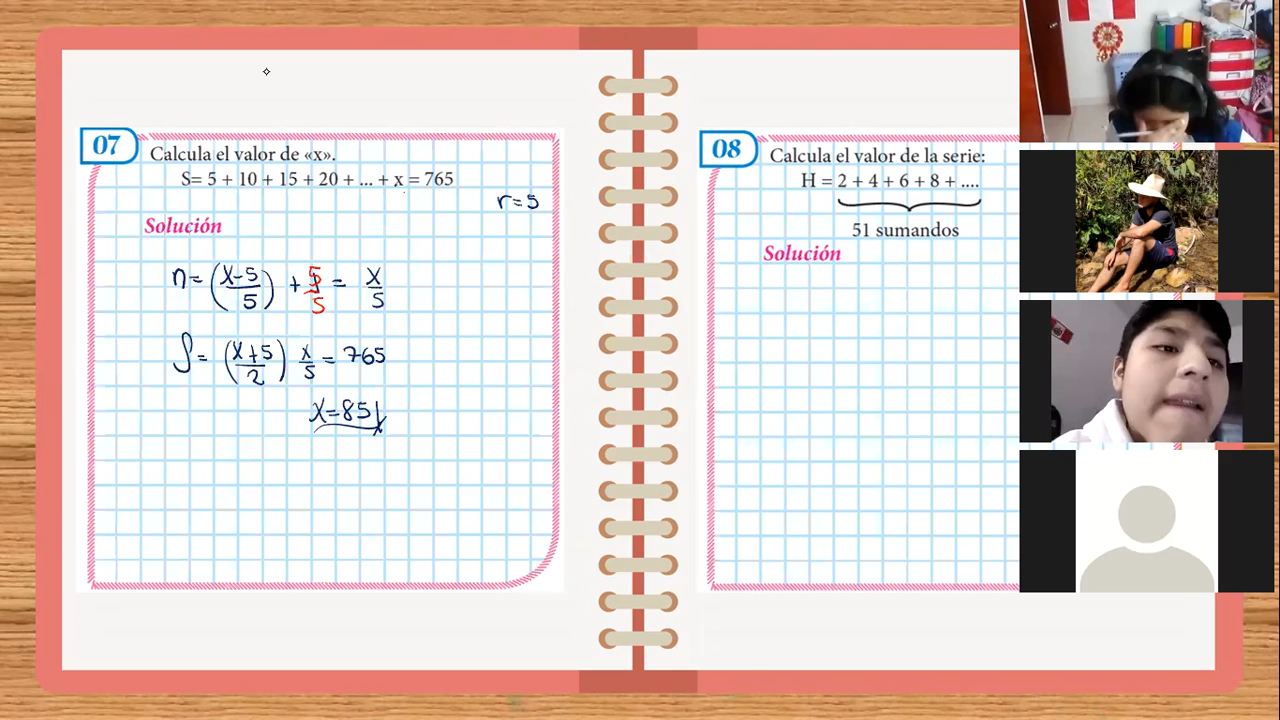 07
Calcula el valor de «x».
S= 5 + 10 + 15 + 20 + ... + x = 765
r=5
Solución
n=(x-5/5) + 5/5 = x/5
S= (x+5/2) x/5 = 765
x=85
08
Calcula el valor de la serie:
H = 2 + 4 + 6 + 8 + ....
51 sumandos
Solución